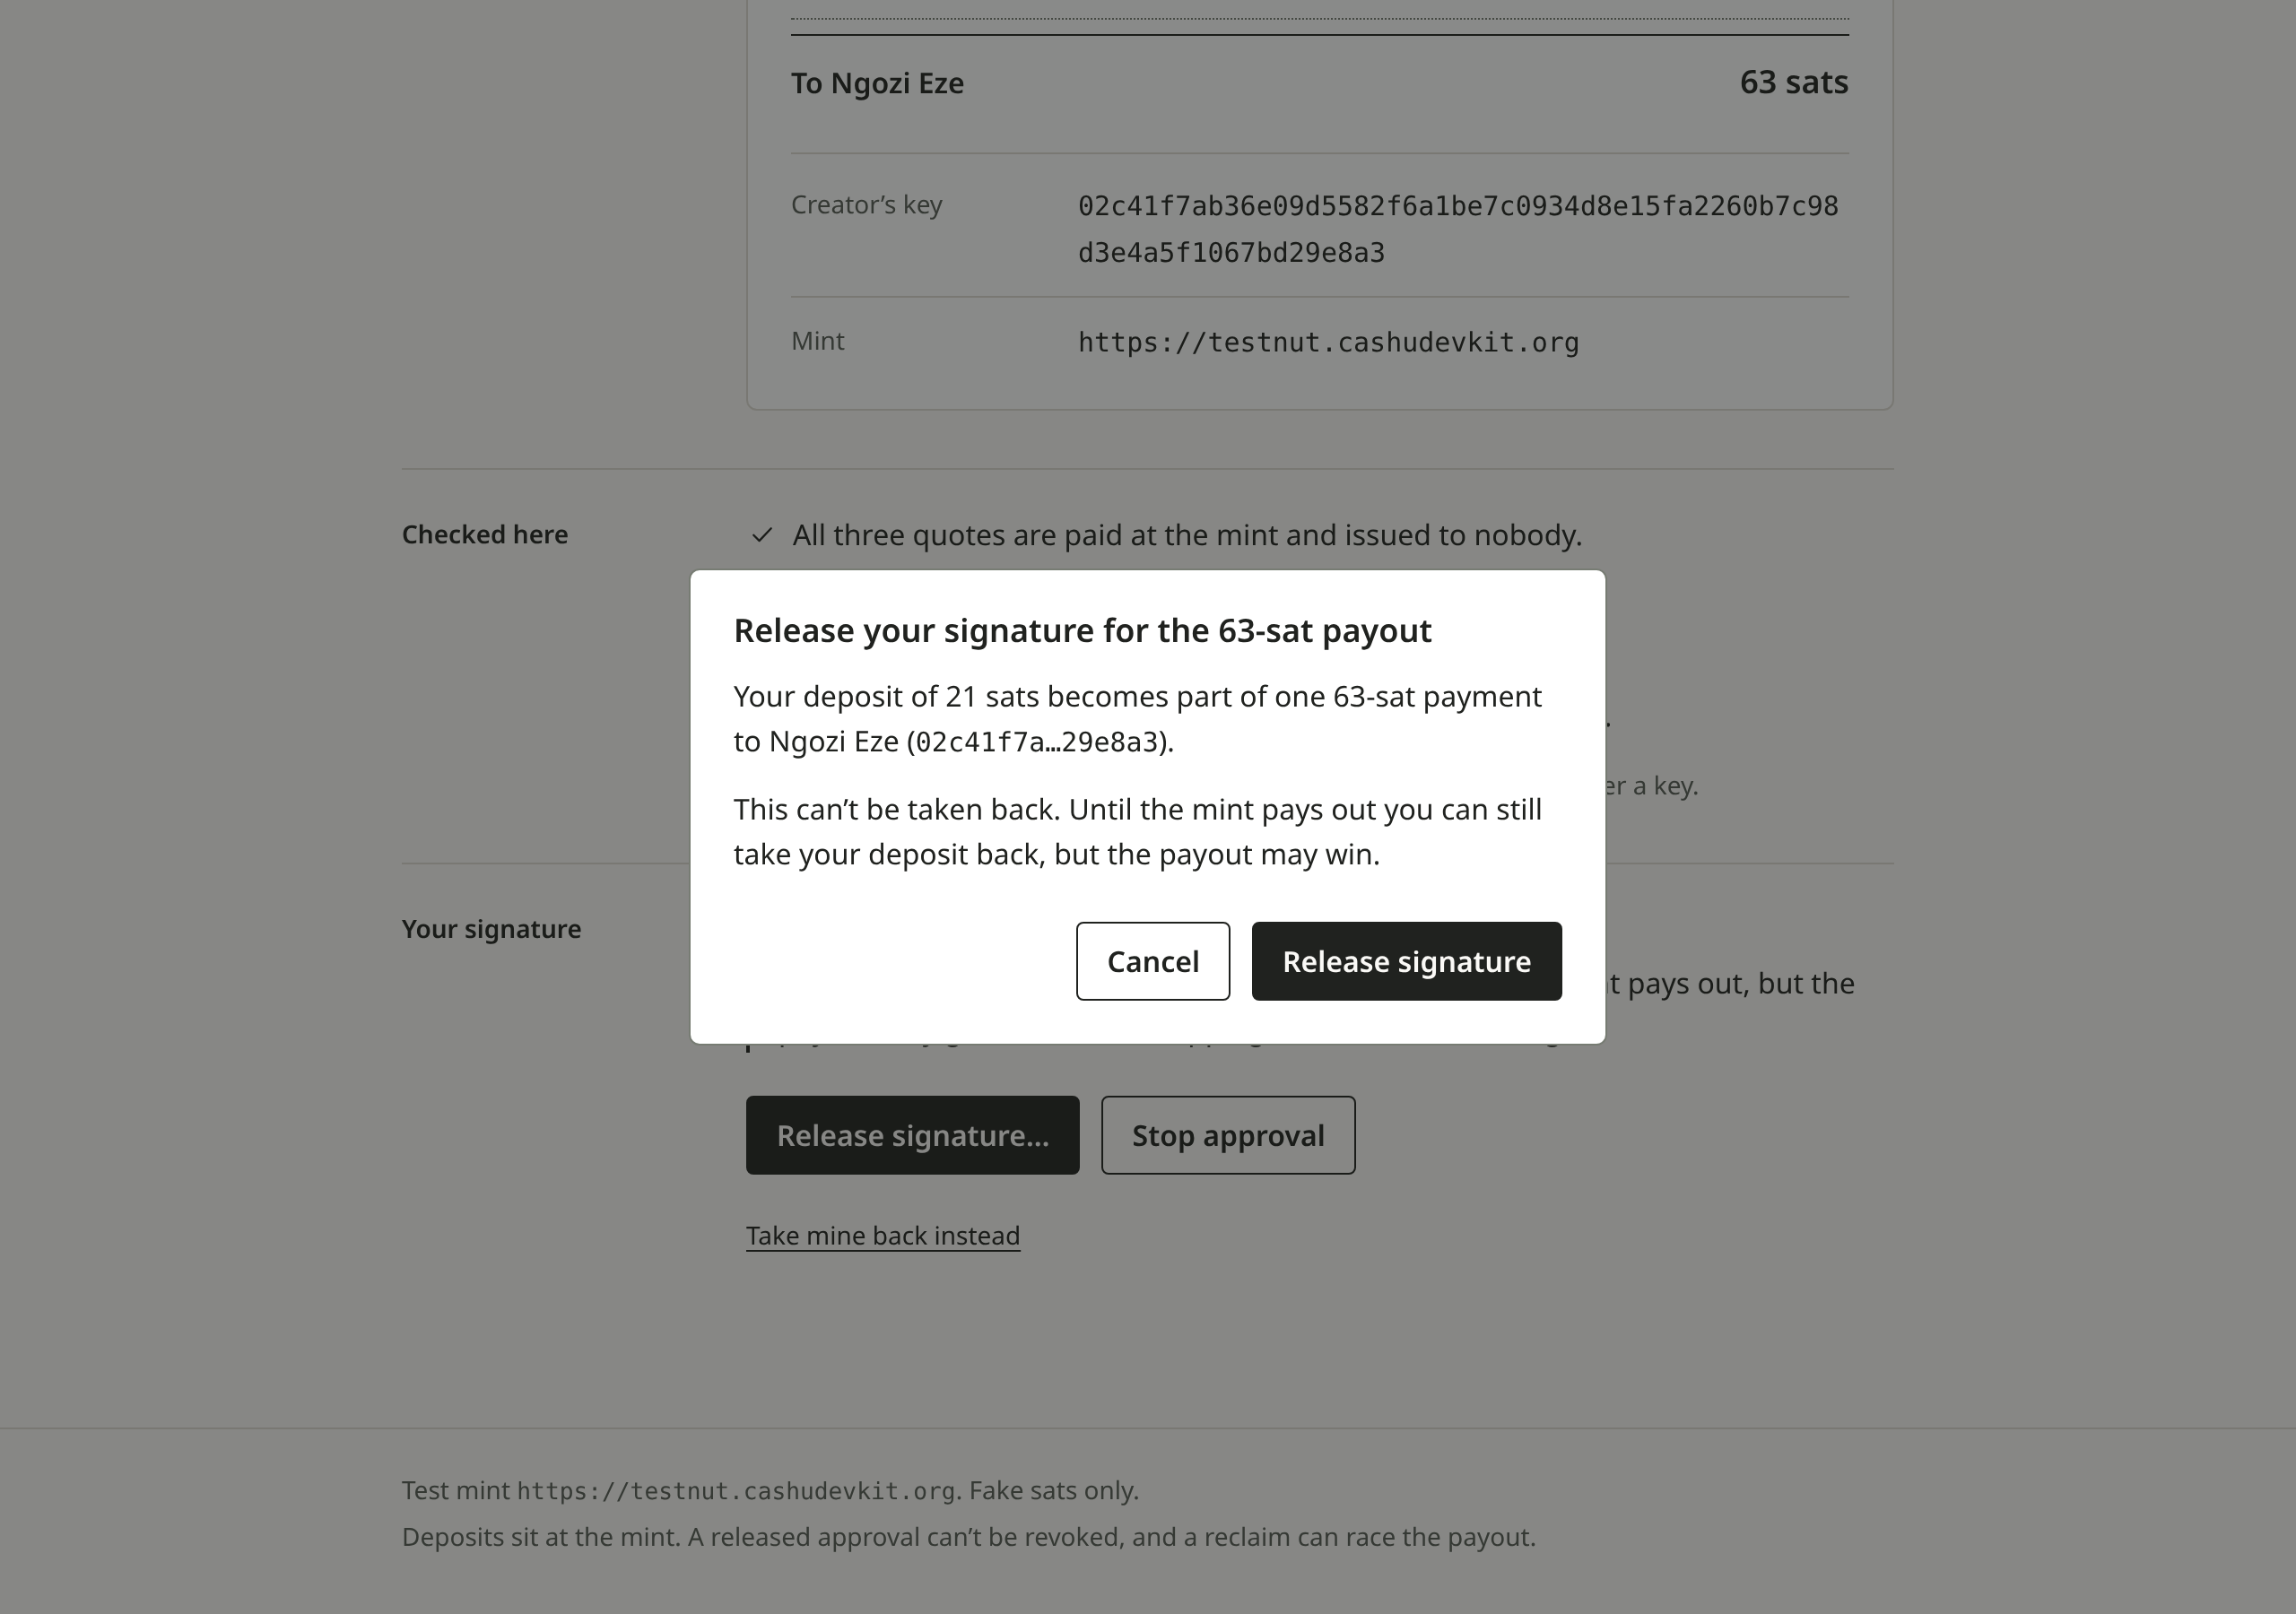 To Ngozi Eze 63 sats
Creator’s key 02c41f7ab36e09d5582f6a1be7c0934d8e15fa2260b7c98
d3e4a5f1067bd29e8a3
Mint https://testnut.cashudevkit.org
Checked here ✓ All three quotes are paid at the mint and issued to nobody.
Release your signature for the 63-sat payout
Your deposit of 21 sats becomes part of one 63-sat payment
to Ngozi Eze (02c41f7a…29e8a3).
a key.
This can’t be taken back. Until the mint pays out you can still
take your deposit back, but the payout may win.
Your signature
Cancel Release signature
pays out, but the
Release signature… Stop approval
Take mine back instead
Test mint https://testnut.cashudevkit.org. Fake sats only.
Deposits sit at the mint. A released approval can’t be revoked, and a reclaim can race the payout.